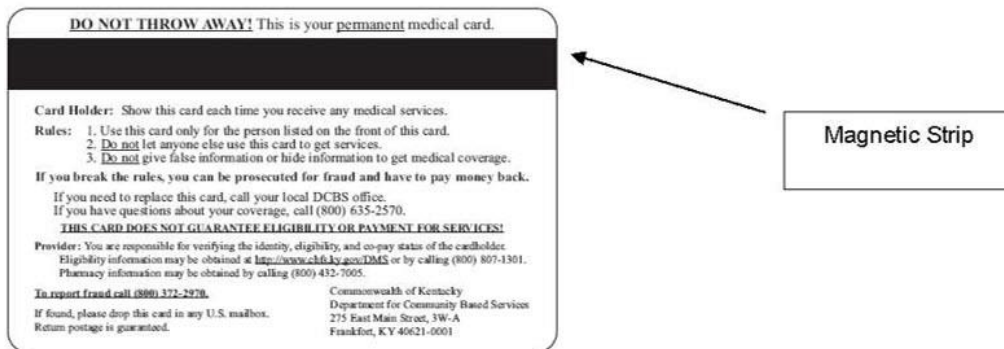 DO NOT THROW AWAY! This is your permanent medical card.
Magnetic Strip
Card Holder: Show this card each time you receive any medical services.
Rules: 1. Use this card only for the person listed on the front of this card.
2. Do not let anyone else use this card to get services.
3. Do not give false information or hide information to get medical coverage.
If you break the rules, you can be prosecuted for fraud and have to pay money back.
If you need to replace this card, call your local DCBS office.
If you have questions about your coverage, call (800) 635-2570.
THIS CARD DOES NOT GUARANTEE ELIGIBILITY OR PAYMENT FOR SERVICES!
Provider: You are responsible for verifying the identity, eligibility, and co-pay status of the cardholder.
Eligibility information may be obtained at http://www.chfs.ky.gov/DMS or by calling (800) 807-1301.
Pharmacy information may be obtained by calling (800) 432-7005.
To report fraud call (800) 372-2970.
If found, please drop this card in any U.S. mailbox.
Return postage is guaranteed.
Commonwealth of Kentucky
Department for Community Based Services
275 East Main Street, 3W-A
Frankfort, KY 40621-0001